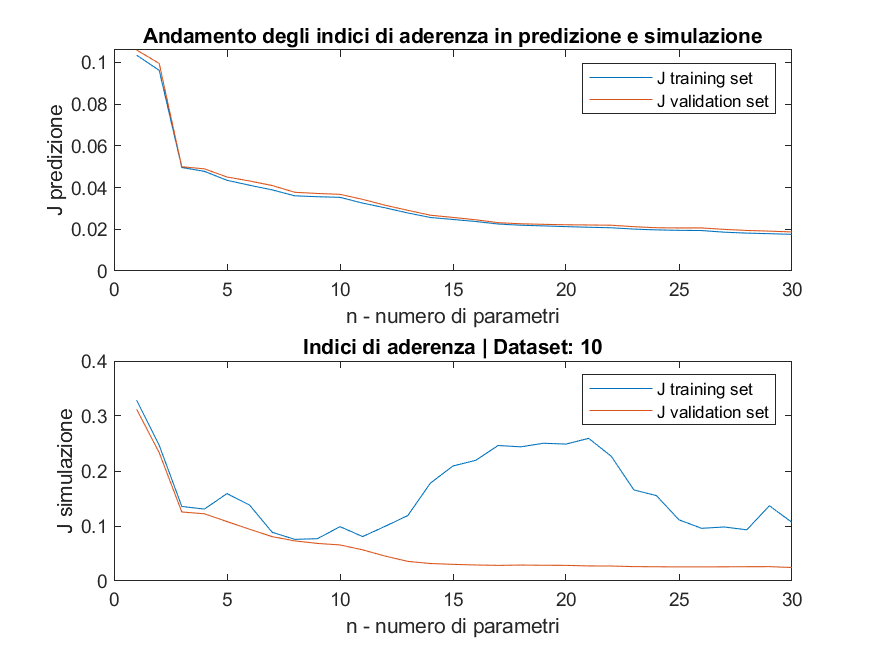 Andamento degli indici di aderenza in predizione e simulazione
J predizione
0.1
0.08
0.06
0.04
0.02
0
J training set
J validation set
0 5 10 15 20 25 30
n - numero di parametri
Indici di aderenza | Dataset: 10
J simulazione
0.4
0.3
0.2
0.1
0
J training set
J validation set
0 5 10 15 20 25 30
n - numero di parametri